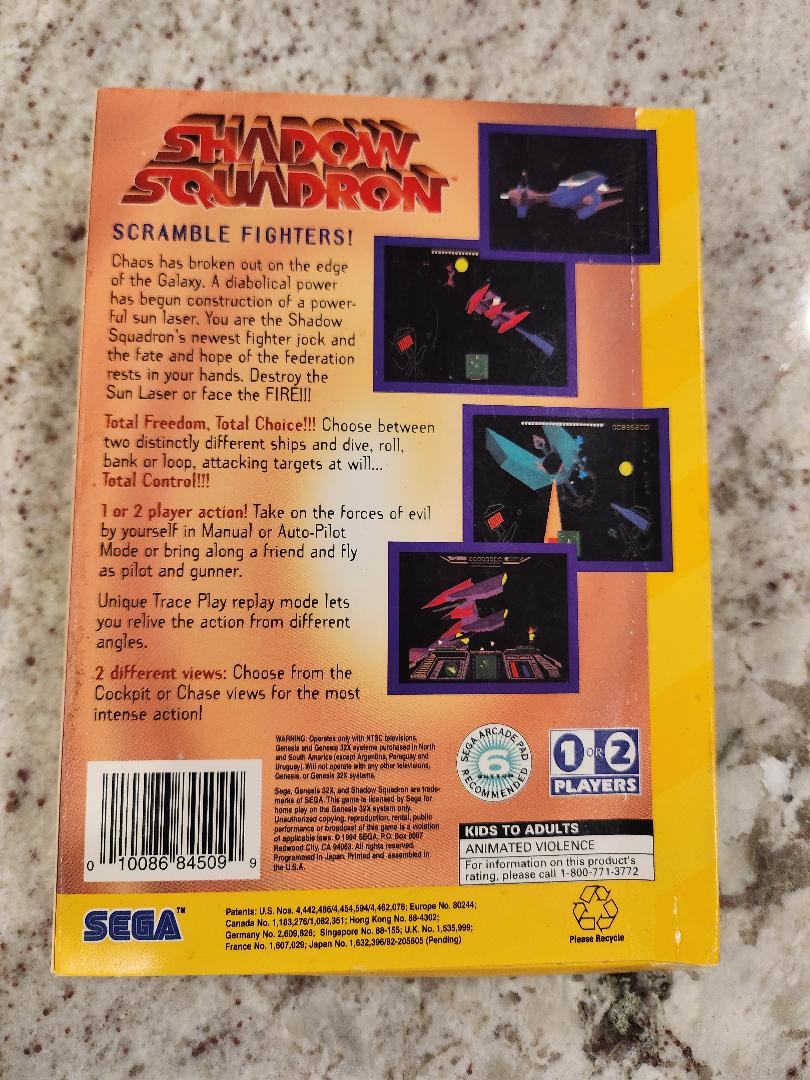 SHADOW
SQUADRON™
SCRAMBLE FIGHTERS!
Chaos has broken out on the edge
of the Galaxy. A diabolical power
has begun construction of a power-
ful sun laser. You are the Shadow
Squadron's newest fighter jock and
the fate and hope of the federation
rests in your hands. Destroy the
Sun Laser or face the FIRE!!!
Total Freedom, Total Choice!!! Choose between
two distinctly different ships and dive, roll,
bank or loop, attacking targets at will...
Total Control!!!
1 or 2 player action! Take on the forces of evil
by yourself in Manual or Auto-Pilot
Mode or bring along a friend and fly
as pilot and gunner.
Unique Trace Play replay mode lets
you relive the action from different
angles.
2 different views: Choose from the
Cockpit or Chase views for the most
intense action!
WARNING: Operates only with NTSC televisions,
Genesis and Genesis 32X systems purchased in North
and South America (except Argentina, Paraguay and
Uruguay). Will not operate with any other televisions,
Genesis, or Genesis 32X systems.
Sega, Genesis 32X, and Shadow Squadron are trade-
marks of SEGA. This game is licensed by Sega for
home play on the Genesis 32X system only.
Unauthorized copying, reproduction, rental, public
performance or broadcast of this game is a violation
of applicable laws. © 1994 SEGA, P.O. Box 8097
Redwood City, CA 94063. All rights reserved.
Programmed in Japan. Printed and assembled in
the U.S.A.
SEGA ARCADE PAD
6
BUTTON
RECOMMENDED
1 OR 2
PLAYERS
KIDS TO ADULTS
ANIMATED VIOLENCE
For information on this product's
rating, please call 1-800-771-3772
0 10086 84509 9
SEGA™
Patents: U.S. Nos. 4,442,486/4,454,594/4,462,076; Europe No. 80244;
Canada No. 1,183,276/1,082,351; Hong Kong No. 88-4302;
Germany No. 2,609,826; Singapore No. 88-155; U.K. No. 1,535,999;
France No. 1,607,029; Japan No. 1,632,396/82-205605 (Pending)
Please Recycle